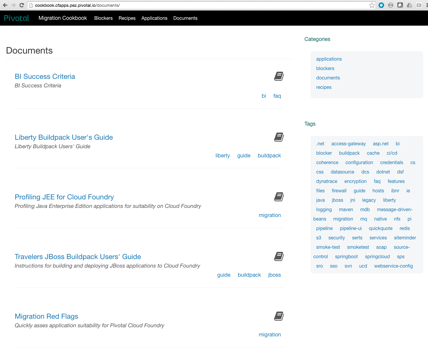 cookbook.cfapps.pez.pivotal.io/documents/
Pivotal Migration Cookbook Blockers Recipes Applications Documents
Documents
BI Success Criteria
BI Success Criteria
bi faq
Liberty Buildpack User's Guide
Liberty Buildpack Users' Guide
liberty guide buildpack
Profiling JEE for Cloud Foundry
Profiling Java Enterprise Edition applications for suitability on Cloud Foundry
migration
Travelers JBoss Buildpack Users' Guide
Instructions for building and deploying JBoss applications to Cloud Foundry
guide buildpack jboss
Migration Red Flags
Quickly asses application suitability for Pivotal Cloud Foundry
migration
Categories
applications
blockers
documents
recipes
Tags
.net access-gateway asp.net bi
blocker buildpack cache ci/cd
coherence configuration credentials cs
css datasource dcs dotnet dsf
dynatrace encryption faq features
files firewall guide hosts ibm ie
java jboss jni legacy liberty
logging maven mdb message-driven-
beans migration mq native nfs pi
pipeline pipeline-ui quickquote redis
s3 security serts services siteminder
smoke-test smoketest soap source-
control springboot springcloud sps
src sso svn ucd webservice-config